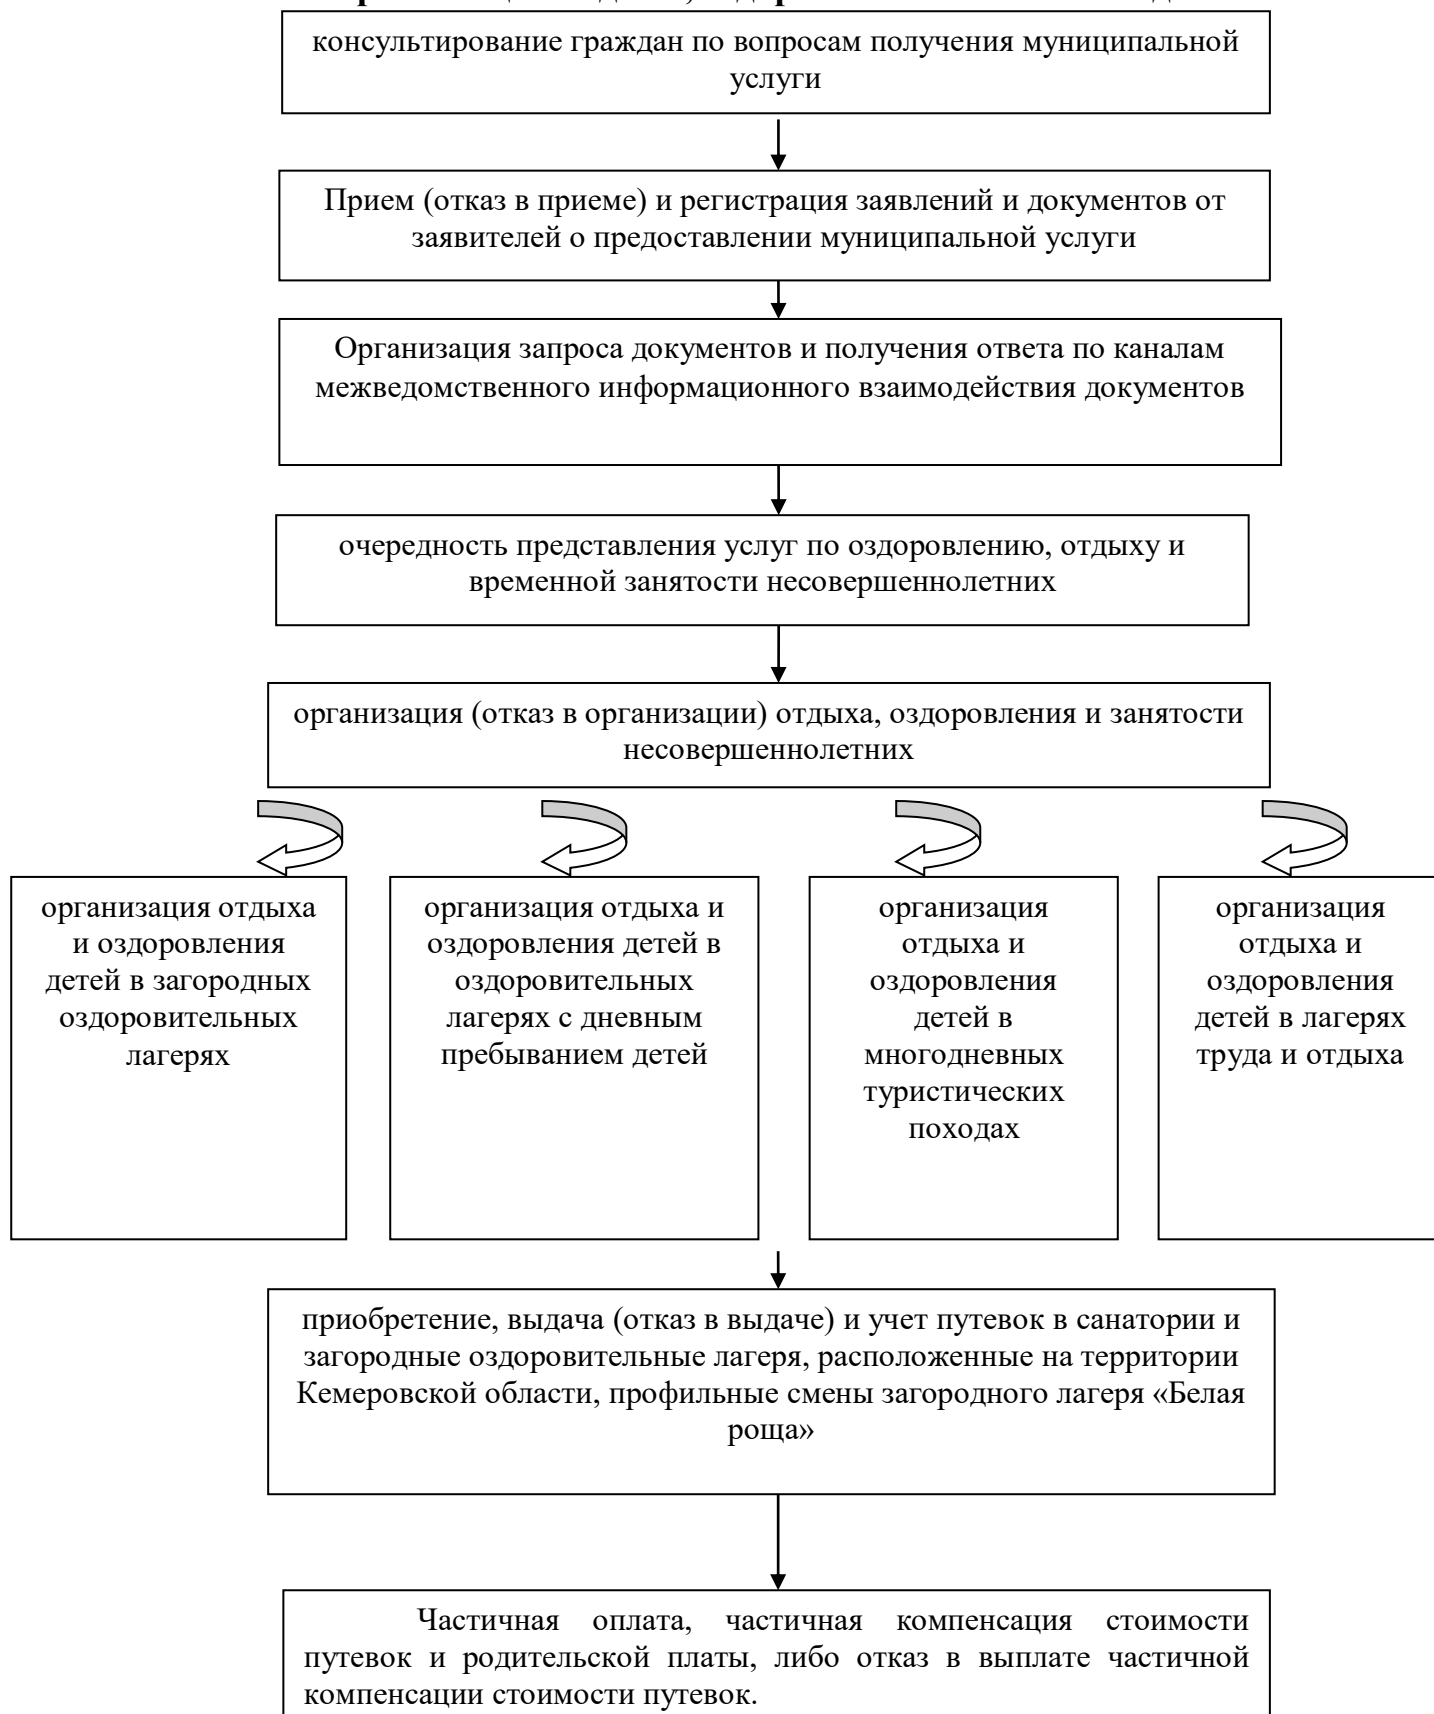 консультирование граждан по вопросам получения муниципальной
услуги
Прием (отказ в приеме) и регистрация заявлений и документов от
заявителей о предоставлении муниципальной услуги
Организация запроса документов и получения ответа по каналам
межведомственного информационного взаимодействия документов
очередность представления услуг по оздоровлению, отдыху и
временной занятости несовершеннолетних
организация (отказ в организации) отдыха, оздоровления и занятости
несовершеннолетних
организация отдыха
и оздоровления
детей в загородных
оздоровительных
лагерях
организация отдыха и
оздоровления детей в
оздоровительных
лагерях с дневным
пребыванием детей
организация
отдыха и
оздоровления
детей в
многодневных
туристических
походах
организация
отдыха и
оздоровления
детей в лагерях
труда и отдыха
приобретение, выдача (отказ в выдаче) и учет путевок в санатории и
загородные оздоровительные лагеря, расположенные на территории
Кемеровской области, профильные смены загородного лагеря «Белая
роща»
Частичная оплата, частичная компенсация стоимости
путевок и родительской платы, либо отказ в выплате частичной
компенсации стоимости путевок.